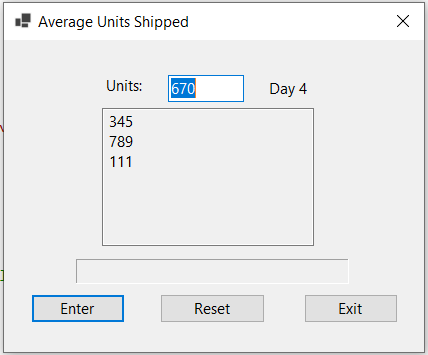 Average Units Shipped
Units: 670 Day 4
345
789
111
Enter Reset Exit